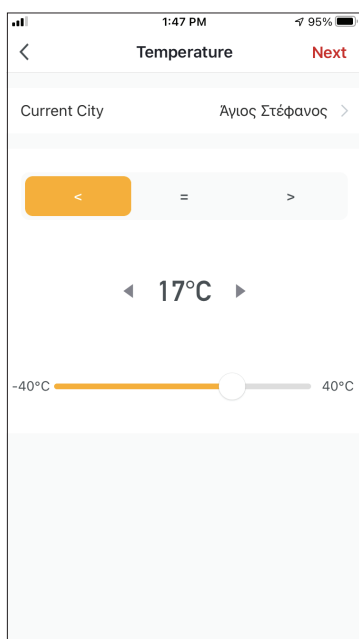 1:47 PM 95%
Temperature Next
Current City Άγιος Στέφανος >
< = >
17°C
-40°C 40°C